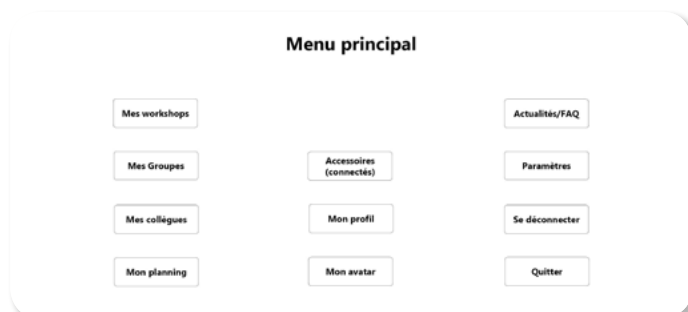 Menu principal
Mes workshops
Actualités/FAQ
Mes Groupes
Accessoires
(connectés)
Paramètres
Mes collègues
Mon profil
Se déconnecter
Mon planning
Mon avatar
Quitter